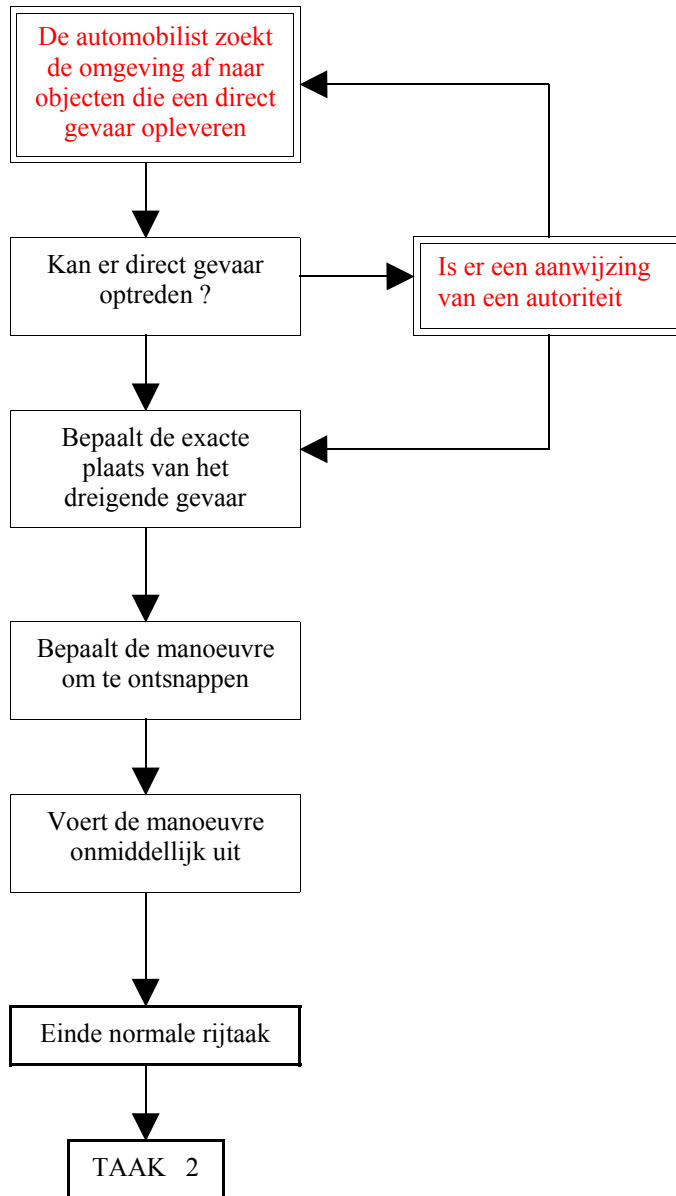 De automobilist zoekt
de omgeving af naar
objecten die een direct
gevaar opleveren
Kan er direct gevaar
optreden ?
Is er een aanwijzing
van een autoriteit
Bepaalt de exacte
plaats van het
dreigende gevaar
Bepaalt de manoeuvre
om te ontsnappen
Voert de manoeuvre
onmiddellijk uit
Einde normale rijtaak
TAAK 2